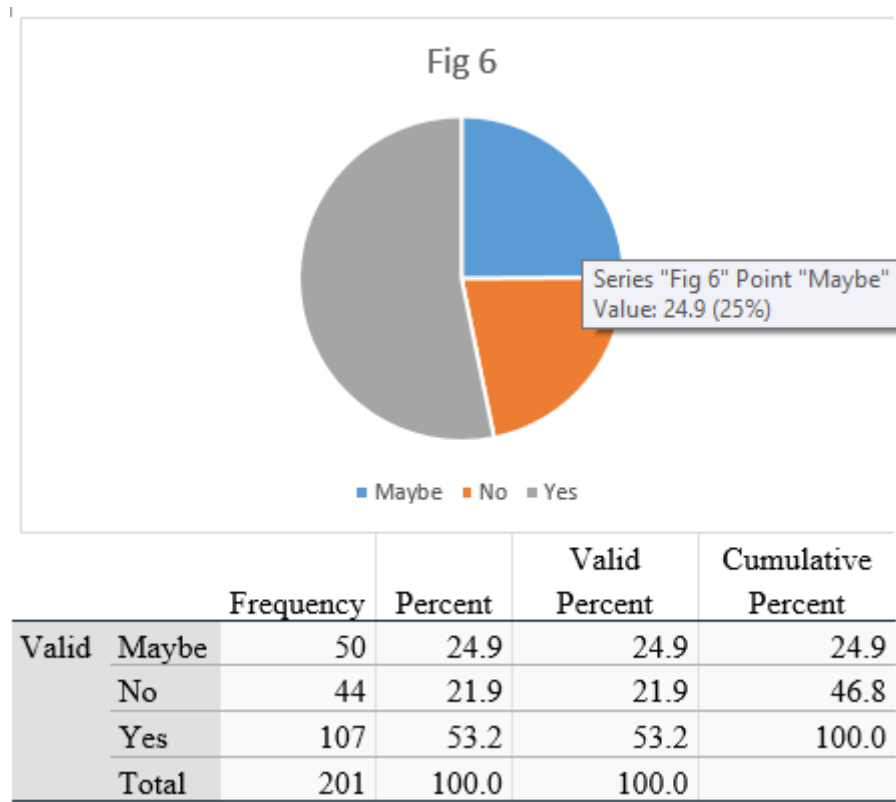 Fig 6
Series "Fig 6" Point "Maybe"
Value: 24.9 (25%)
Maybe No Yes
Valid Cumulative
Frequency Percent Percent Percent
Valid Maybe 50 24.9 24.9 24.9
No 44 21.9 21.9 46.8
Yes 107 53.2 53.2 100.0
Total 201 100.0 100.0